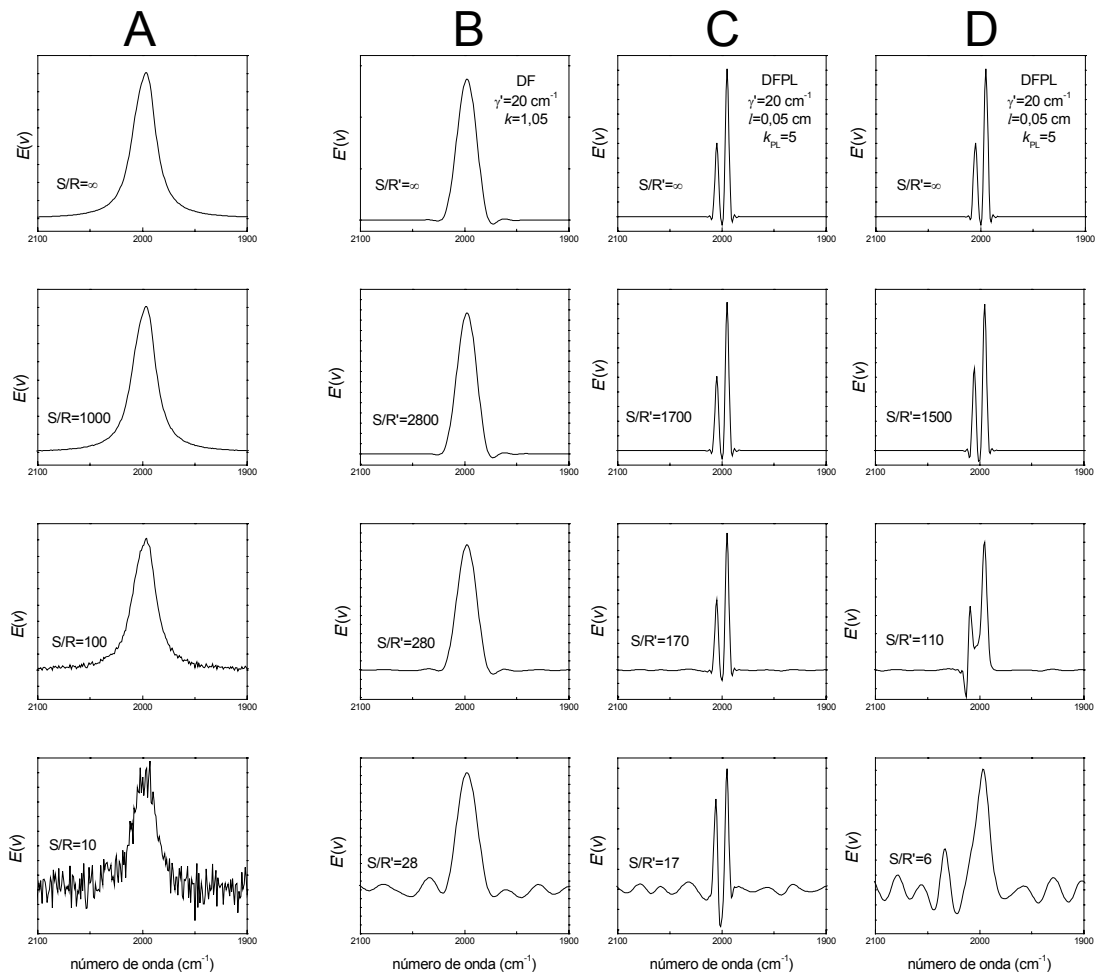 A B C D
E(ν)
S/R=∞
2100 2000 1900
E'(ν)
DF
γ'=20 cm⁻¹
k=1,05
S/R'=∞
2100 2000 1900
E'(ν)
DFPL
γ'=20 cm⁻¹
l=0,05 cm
k_PL=5
S/R'=∞
2100 2000 1900
E'(ν)
DFPL
γ'=20 cm⁻¹
l=0,05 cm
k_PL=5
S/R'=∞
2100 2000 1900
E(ν)
S/R=1000
2100 2000 1900
E'(ν)
S/R'=2800
2100 2000 1900
E'(ν)
S/R'=1700
2100 2000 1900
E'(ν)
S/R'=1500
2100 2000 1900
E(ν)
S/R=100
2100 2000 1900
E'(ν)
S/R'=280
2100 2000 1900
E'(ν)
S/R'=170
2100 2000 1900
E'(ν)
S/R'=110
2100 2000 1900
E(ν)
S/R=10
2100 2000 1900
número de onda (cm⁻¹)
E'(ν)
S/R'=28
2100 2000 1900
número de onda (cm⁻¹)
E'(ν)
S/R'=17
2100 2000 1900
número de onda (cm⁻¹)
E'(ν)
S/R'=6
2100 2000 1900
número de onda (cm⁻¹)